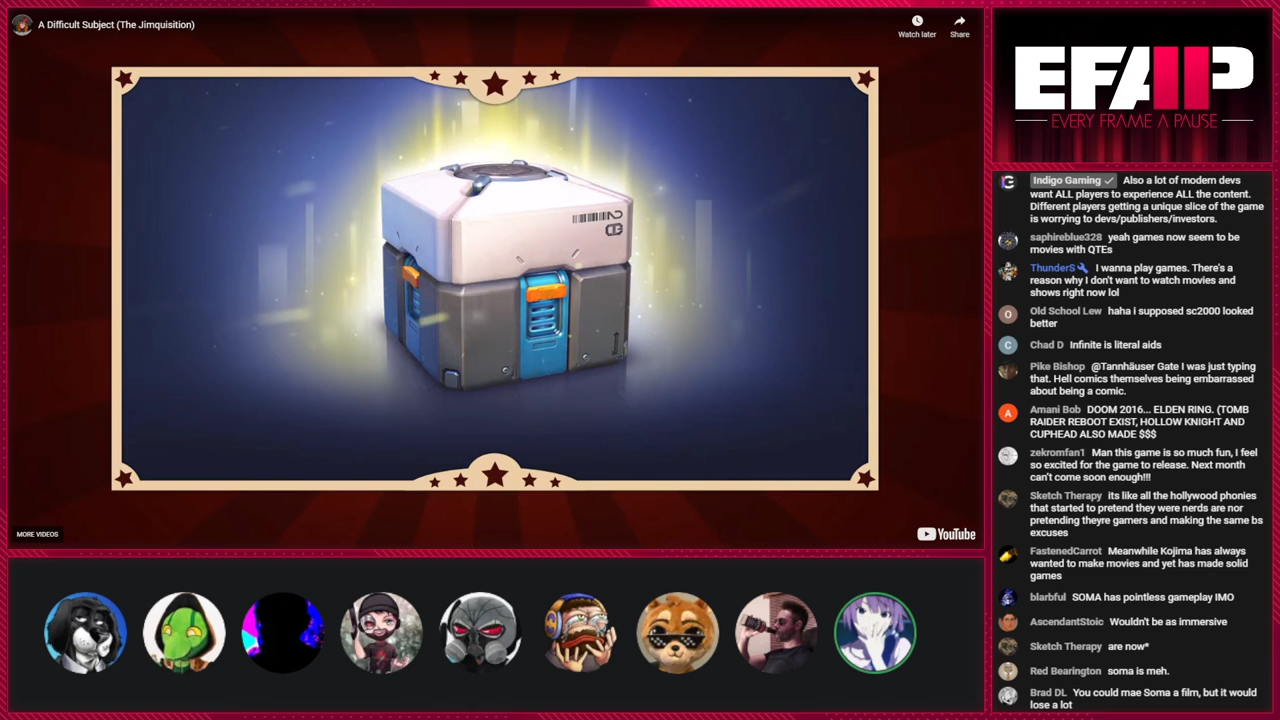 A Difficult Subject (The Jimquisition)
Watch later
Share
MORE VIDEOS
YouTube
EFAP
EVERY FRAME A PAUSE
Indigo Gaming Also a lot of modern devs
want ALL players to experience ALL the content.
Different players getting a unique slice of the game
is worrying to devs/publishers/investors.
saphireblue328 yeah games now seem to be
movies with QTEs
ThunderS I wanna play games. There's a
reason why I don't want to watch movies and
shows right now lol
O
Old School Lew haha i supposed sc2000 looked
better
C
Chad D Infinite is literal aids
Pike Bishop @Tannhäuser Gate I was just typing
that. Hell comics themselves being embarrassed
about being a comic.
A
Amani Bob DOOM 2016... ELDEN RING. (TOMB
RAIDER REBOOT EXIST, HOLLOW KNIGHT AND
CUPHEAD ALSO MADE $$$
zekromfan1 Man this game is so much fun, I feel
so excited for the game to release. Next month
can't come soon enough!!!
Sketch Therapy its like all the hollywood phonies
that started to pretend they were nerds are nor
pretending theyre gamers and making the same bs
excuses
FastenedCarrot Meanwhile Kojima has always
wanted to make movies and yet has made solid
games
blarbful SOMA has pointless gameplay IMO
AscendantStoic Wouldn't be as immersive
Sketch Therapy are now*
Red Bearington soma is meh.
Brad DL You could mae Soma a film, but it would
lose a lot